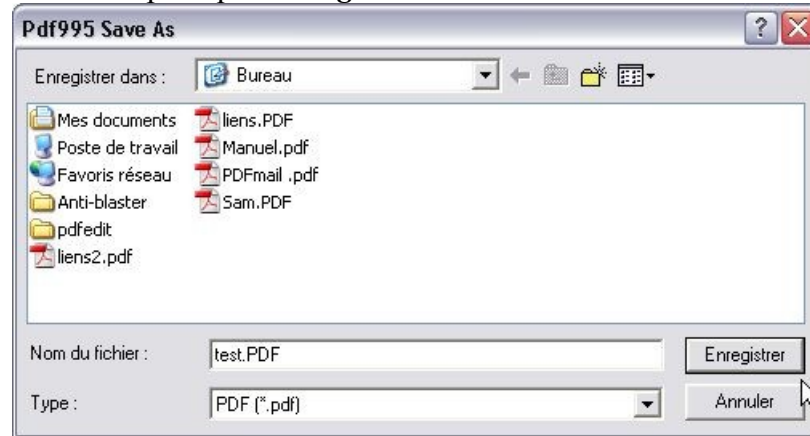 Pdf995 Save As
Enregistrer dans :
Bureau
Mes documents
Poste de travail
Favoris réseau
Anti-blaster
pdfedit
liens2.pdf
liens.PDF
Manuel.pdf
PDFmail .pdf
Sam.PDF
Nom du fichier :
test.PDF
Enregistrer
Type :
PDF (*.pdf)
Annuler